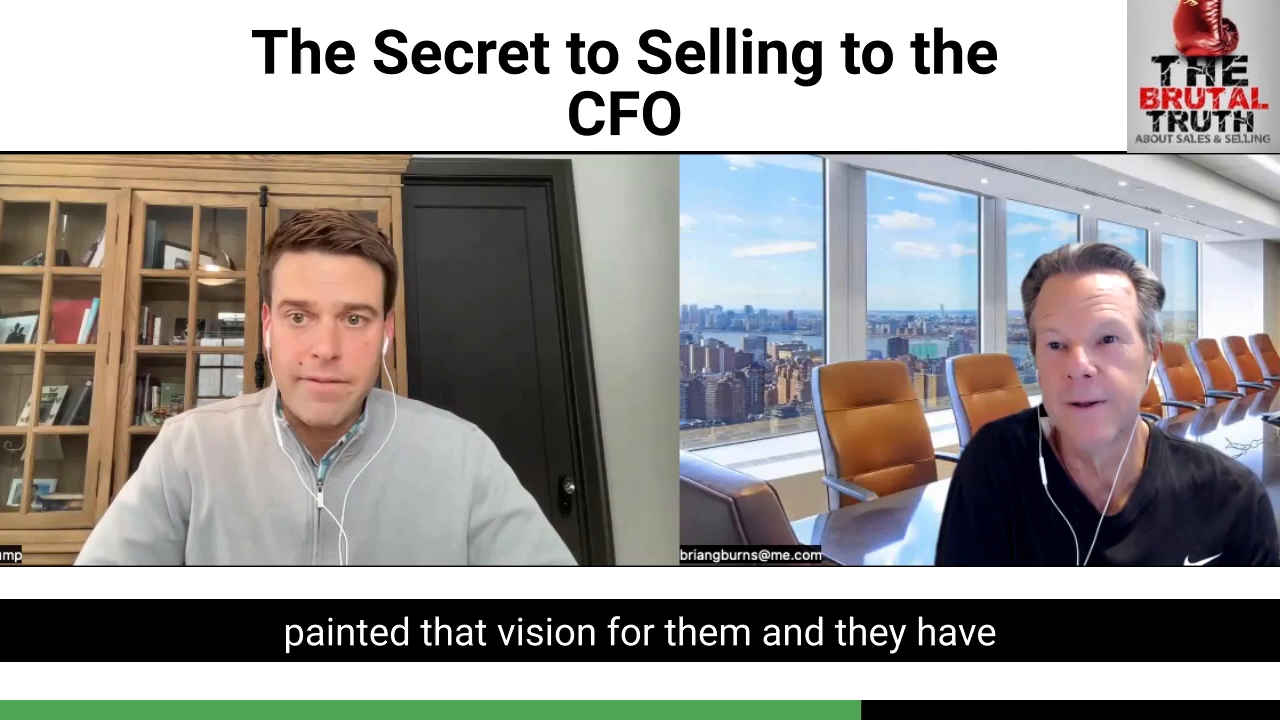 The Secret to Selling to the
CFO
THE
BRUTAL
TRUTH
ABOUT SALES & SELLING
ump
briangburns@me.com
painted that vision for them and they have